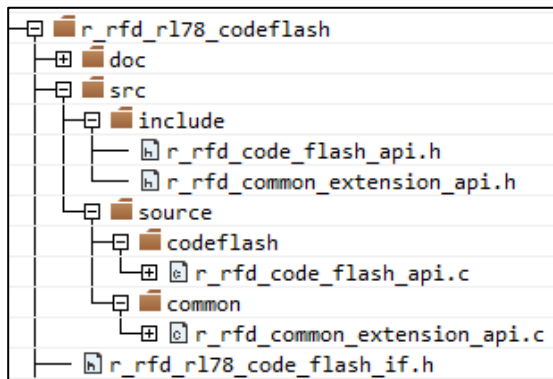 r_rfd_rl78_codeflash
doc
src
include
r_rfd_code_flash_api.h
r_rfd_common_extension_api.h
source
codeflash
r_rfd_code_flash_api.c
common
r_rfd_common_extension_api.c
r_rfd_rl78_code_flash_if.h